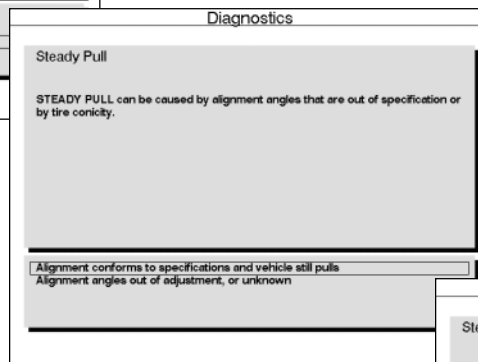 Diagnostics
Steady Pull
STEADY PULL can be caused by alignment angles that are out of specification or
by tire conicity.
Alignment conforms to specifications and vehicle still pulls
Alignment angles out of adjustment, or unknown
Ste